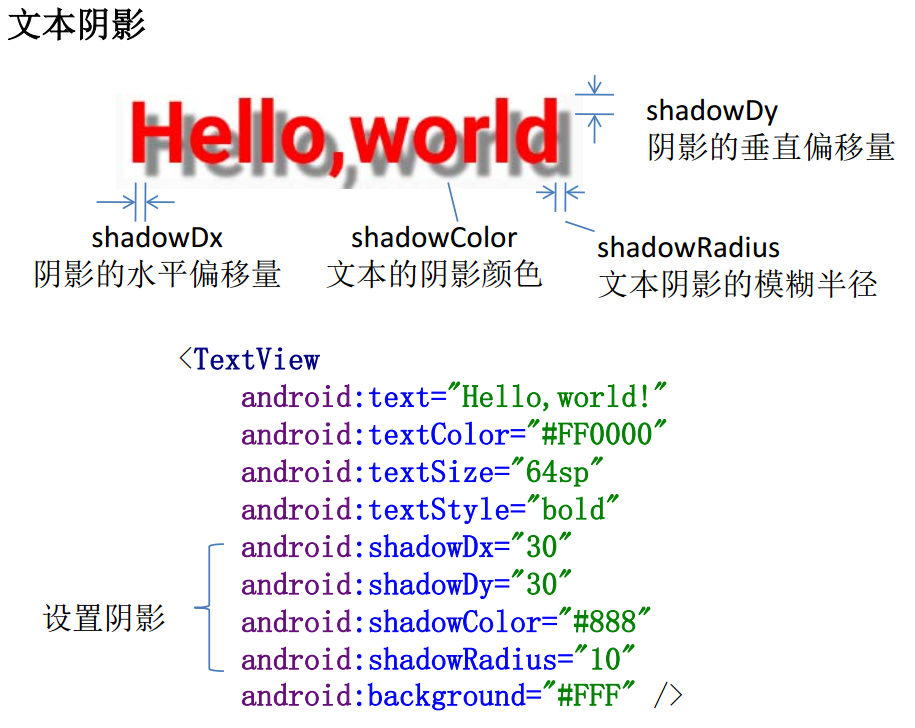 文本阴影
Hello,world
shadowDy
阴影的垂直偏移量
shadowDx
阴影的水平偏移量
shadowColor
文本的阴影颜色
shadowRadius
文本阴影的模糊半径
<TextView
android:text="Hello,world!"
android:textColor="#FF0000"
android:textSize="64sp"
android:textStyle="bold"
android:shadowDx="30"
android:shadowDy="30"
设置阴影
android:shadowColor="#888"
android:shadowRadius="10"
android:background="#FFF" />